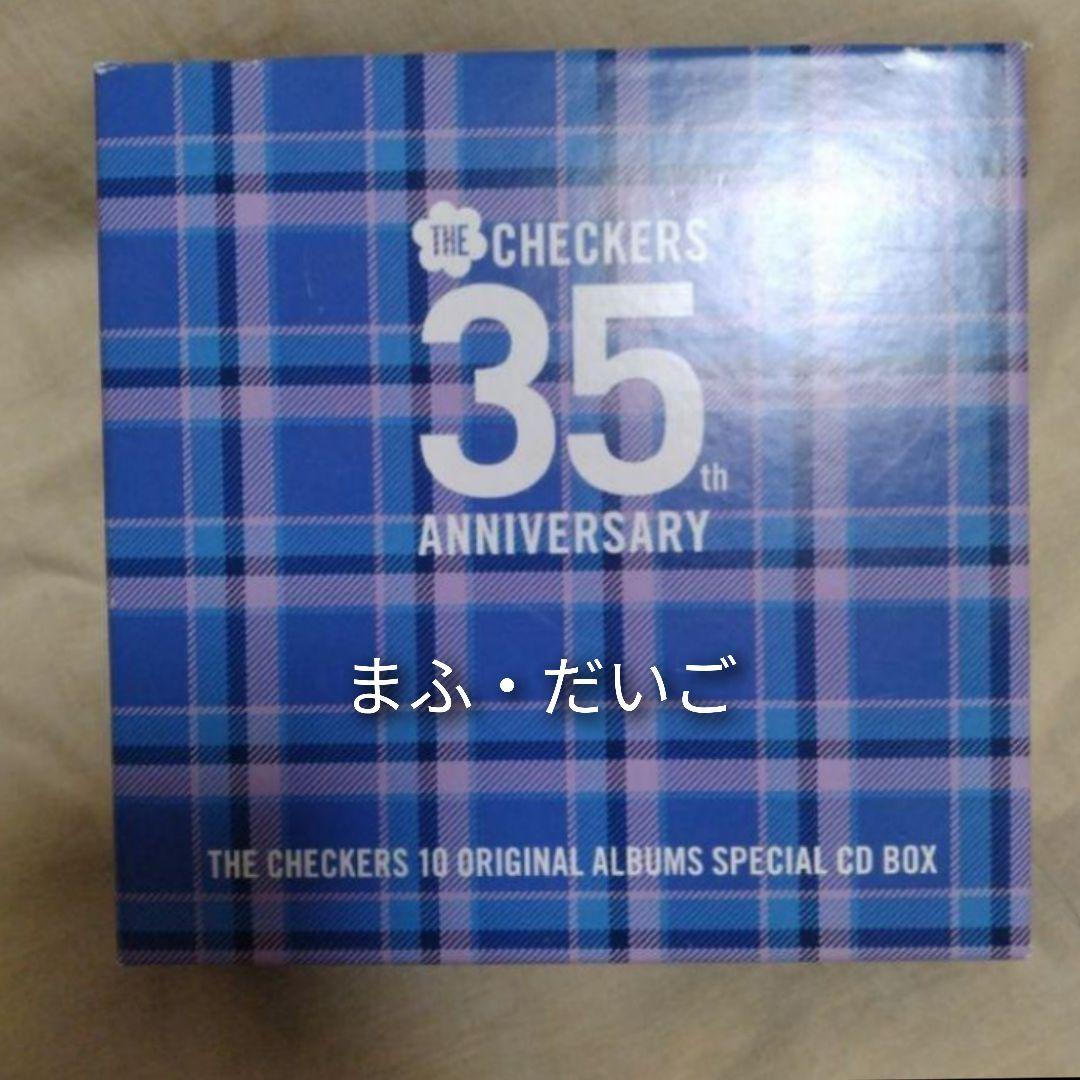 THE CHECKERS
35th
ANNIVERSARY
まふ・だいご
THE CHECKERS 10 ORIGINAL ALBUMS SPECIAL CD BOX